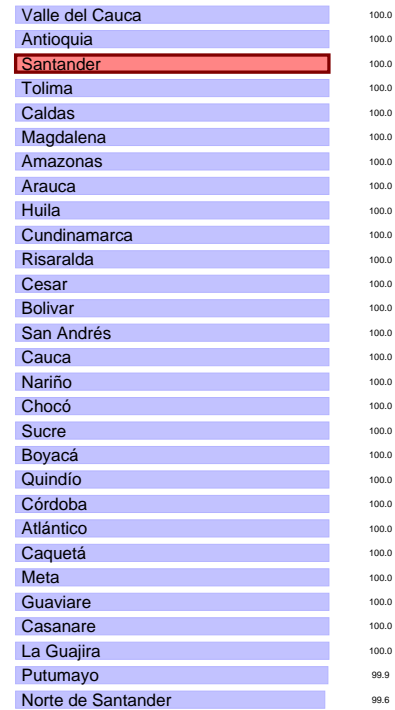 Valle del Cauca 100.0
Antioquia 100.0
Santander 100.0
Tolima 100.0
Caldas 100.0
Magdalena 100.0
Amazonas 100.0
Arauca 100.0
Huila 100.0
Cundinamarca 100.0
Risaralda 100.0
Cesar 100.0
Bolivar 100.0
San Andrés 100.0
Cauca 100.0
Nariño 100.0
Chocó 100.0
Sucre 100.0
Boyacá 100.0
Quindío 100.0
Córdoba 100.0
Atlántico 100.0
Caquetá 100.0
Meta 100.0
Guaviare 100.0
Casanare 100.0
La Guajira 100.0
Putumayo 99.9
Norte de Santander 99.6